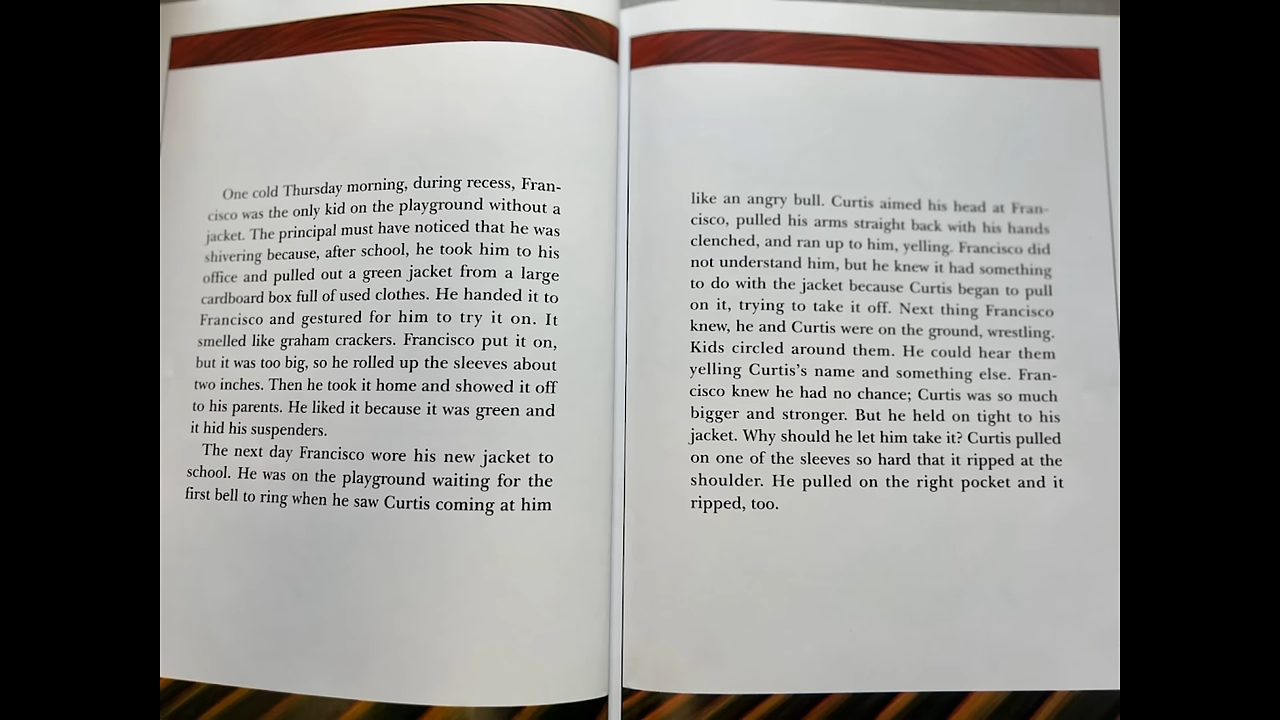 One cold Thursday morning, during recess, Fran-
cisco was the only kid on the playground without a
jacket. The principal must have noticed that he was
shivering because, after school, he took him to his
office and pulled out a green jacket from a large
cardboard box full of used clothes. He handed it to
Francisco and gestured for him to try it on. It
smelled like graham crackers. Francisco put it on,
but it was too big, so he rolled up the sleeves about
two inches. Then he took it home and showed it off
to his parents. He liked it because it was green and
it hid his suspenders.
The next day Francisco wore his new jacket to
school. He was on the playground waiting for the
first bell to ring when he saw Curtis coming at him
like an angry bull. Curtis aimed his head at Fran-
cisco, pulled his arms straight back with his hands
clenched, and ran up to him, yelling. Francisco did
not understand him, but he knew it had something
to do with the jacket because Curtis began to pull
on it, trying to take it off. Next thing Francisco
knew, he and Curtis were on the ground, wrestling.
Kids circled around them. He could hear them
yelling Curtis's name and something else. Fran-
cisco knew he had no chance; Curtis was so much
bigger and stronger. But he held on tight to his
jacket. Why should he let him take it? Curtis pulled
on one of the sleeves so hard that it ripped at the
shoulder. He pulled on the right pocket and it
ripped, too.